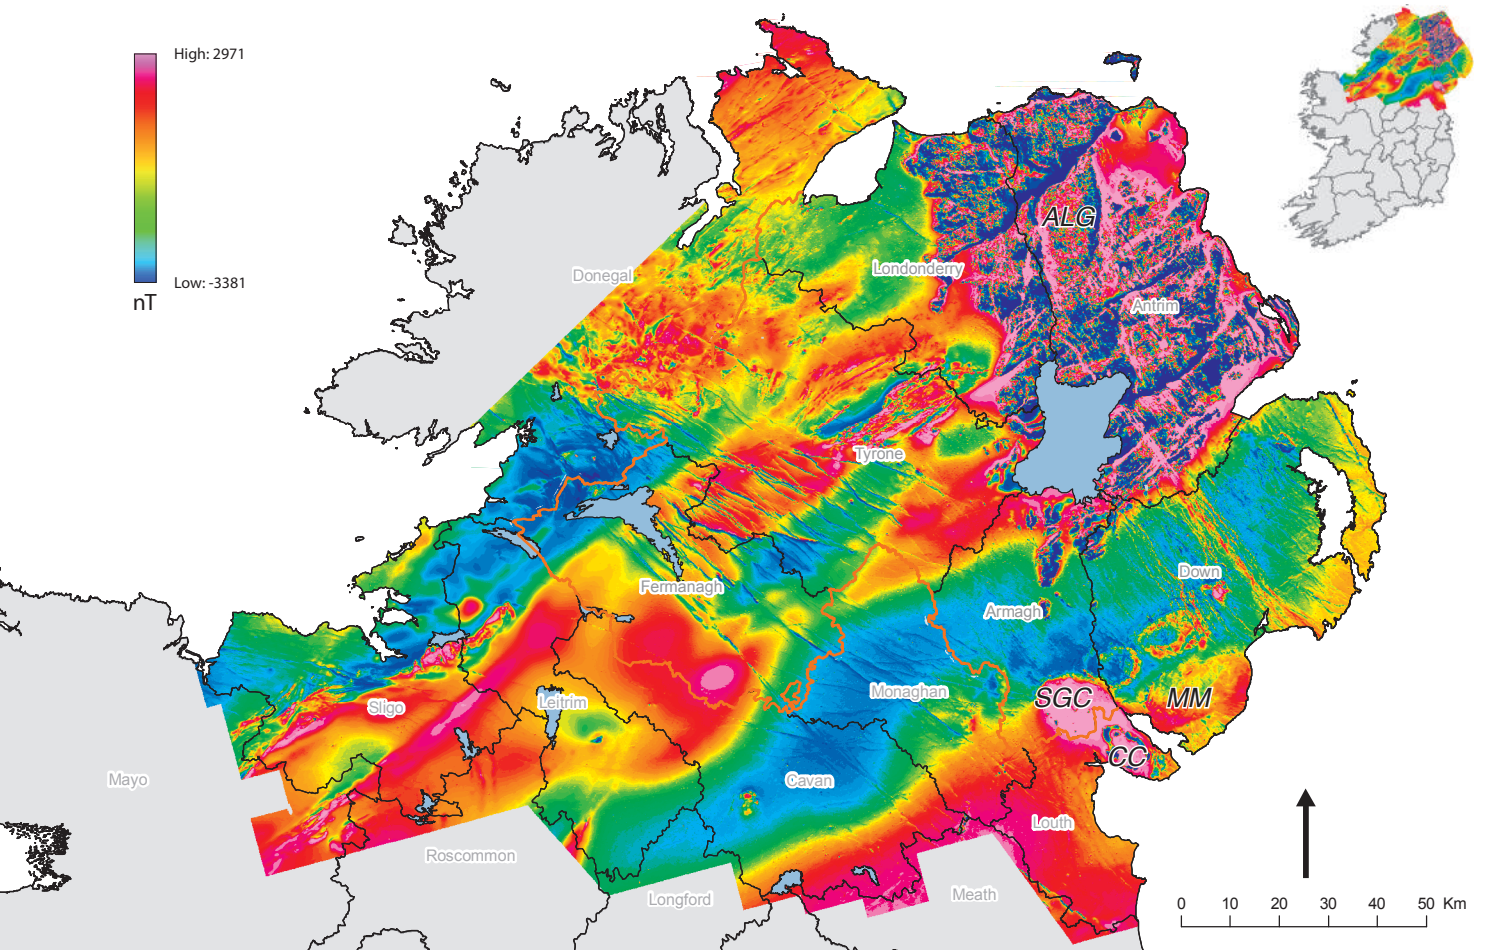 High: 2971
Low: -3381
nT
ALG
Donegal
Londonderry
Antrim
Tyrone
Fermanagh
Down
Armagh
Monaghan
SGC
MM
Sligo
Leitrim
CC
Mayo
Cavan
Louth
Roscommon
Longford
Meath
0 10 20 30 40 50 Km